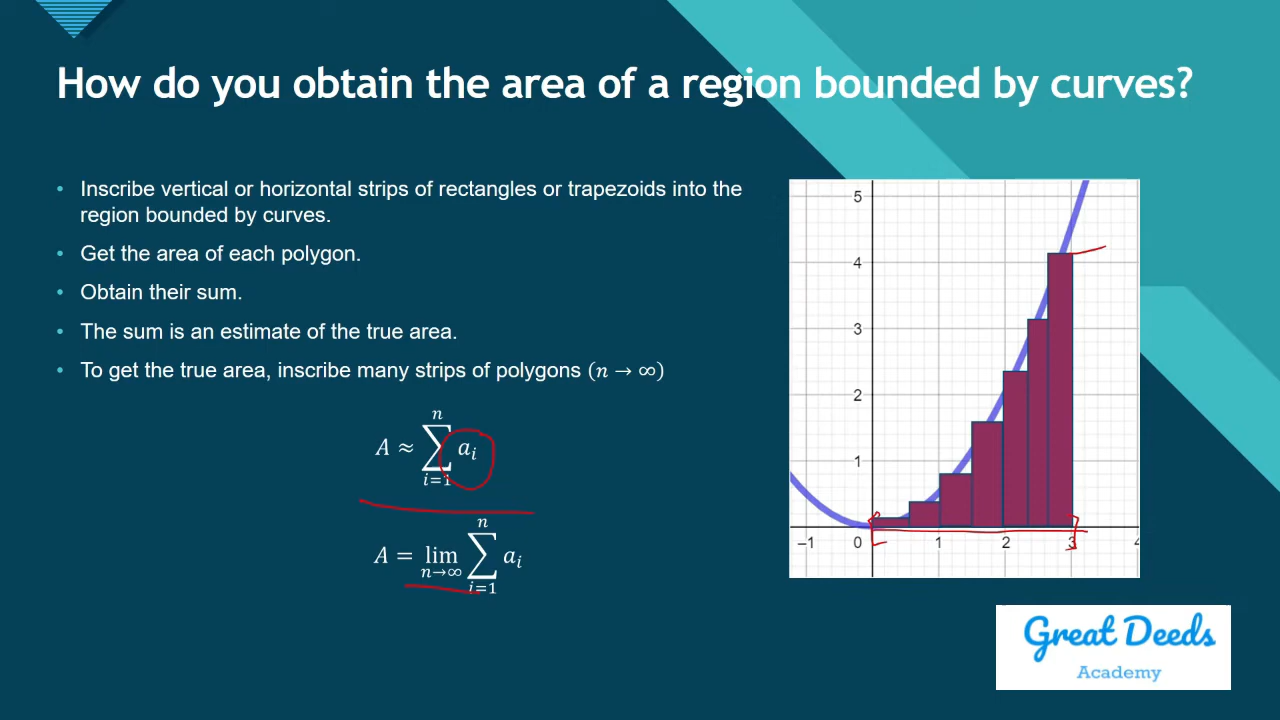 How do you obtain the area of a region bounded by curves?
• Inscribe vertical or horizontal strips of rectangles or trapezoids into the
region bounded by curves.
• Get the area of each polygon.
• Obtain their sum.
• The sum is an estimate of the true area.
• To get the true area, inscribe many strips of polygons (n → ∞)
n
A ≈ ∑ aᵢ
i=1
n
A = lim ∑ aᵢ
n→∞ i=1
5
4
3
2
1
−1 0 1 2 3 4
Great Deeds
Academy